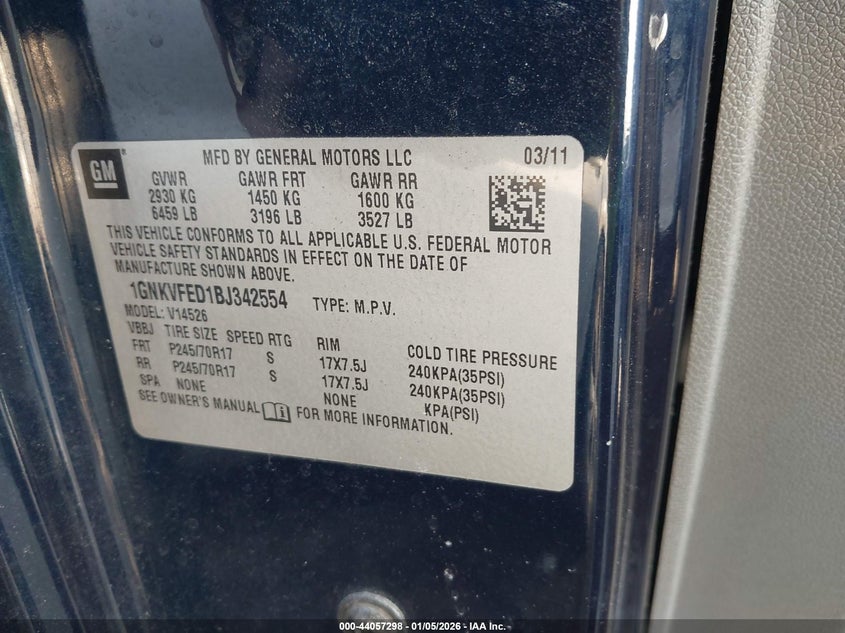 GM
MFD BY GENERAL MOTORS LLC 03/11
GVWR GAWR FRT GAWR RR
2930 KG 1450 KG 1600 KG
6459 LB 3196 LB 3527 LB
THIS VEHICLE CONFORMS TO ALL APPLICABLE U.S. FEDERAL MOTOR
VEHICLE SAFETY STANDARDS IN EFFECT ON THE DATE OF
MANUFACTURE SHOWN ABOVE.
1GNKVFED1BJ342554 TYPE: M.P.V.
MODEL: V14526
VBBJ TIRE SIZE SPEED RTG RIM COLD TIRE PRESSURE
FRT P245/70R17 S 17X7.5J 240KPA(35PSI)
RR P245/70R17 S 17X7.5J 240KPA(35PSI)
SPA NONE NONE KPA(PSI)
SEE OWNER'S MANUAL FOR MORE INFORMATION.
000-44057298 - 01/05/2026 - IAA Inc.